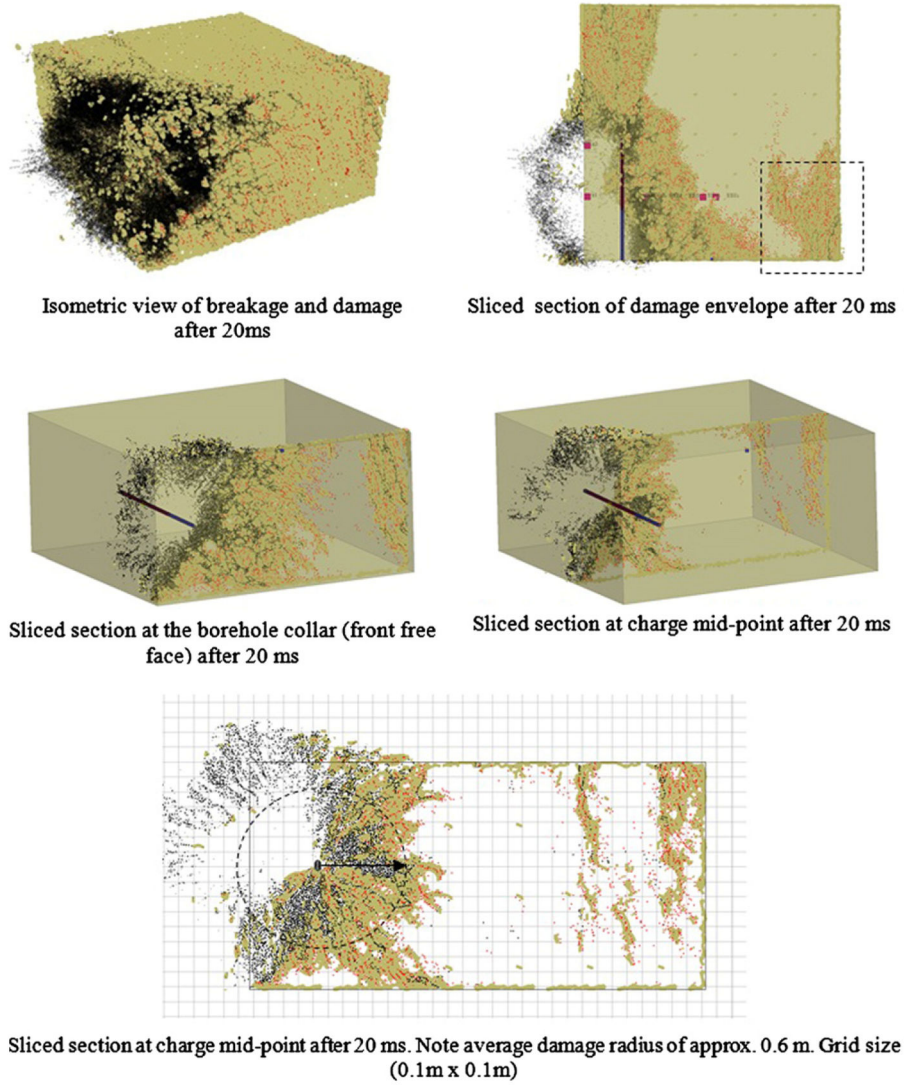 Isometric view of breakage and damage
after 20ms
Sliced section of damage envelope after 20 ms
Sliced section at the borehole collar (front free
face) after 20 ms
Sliced section at charge mid-point after 20 ms
Sliced section at charge mid-point after 20 ms. Note average damage radius of approx. 0.6 m. Grid size
(0.1m x 0.1m)